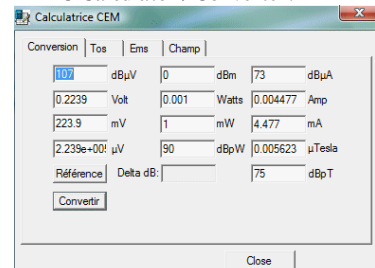 Calculatrice CEM
Conversion Tos Ems Champ
107 dBµV 0 dBm 73 dBµA
0.2239 Volt 0.001 Watts 0.004477 Amp
223.9 mV 1 mW 4.477 mA
2.239e+005 µV 90 dBpW 0.005623 µTesla
Référence Delta dB: 75 dBpT
Convertir
Close